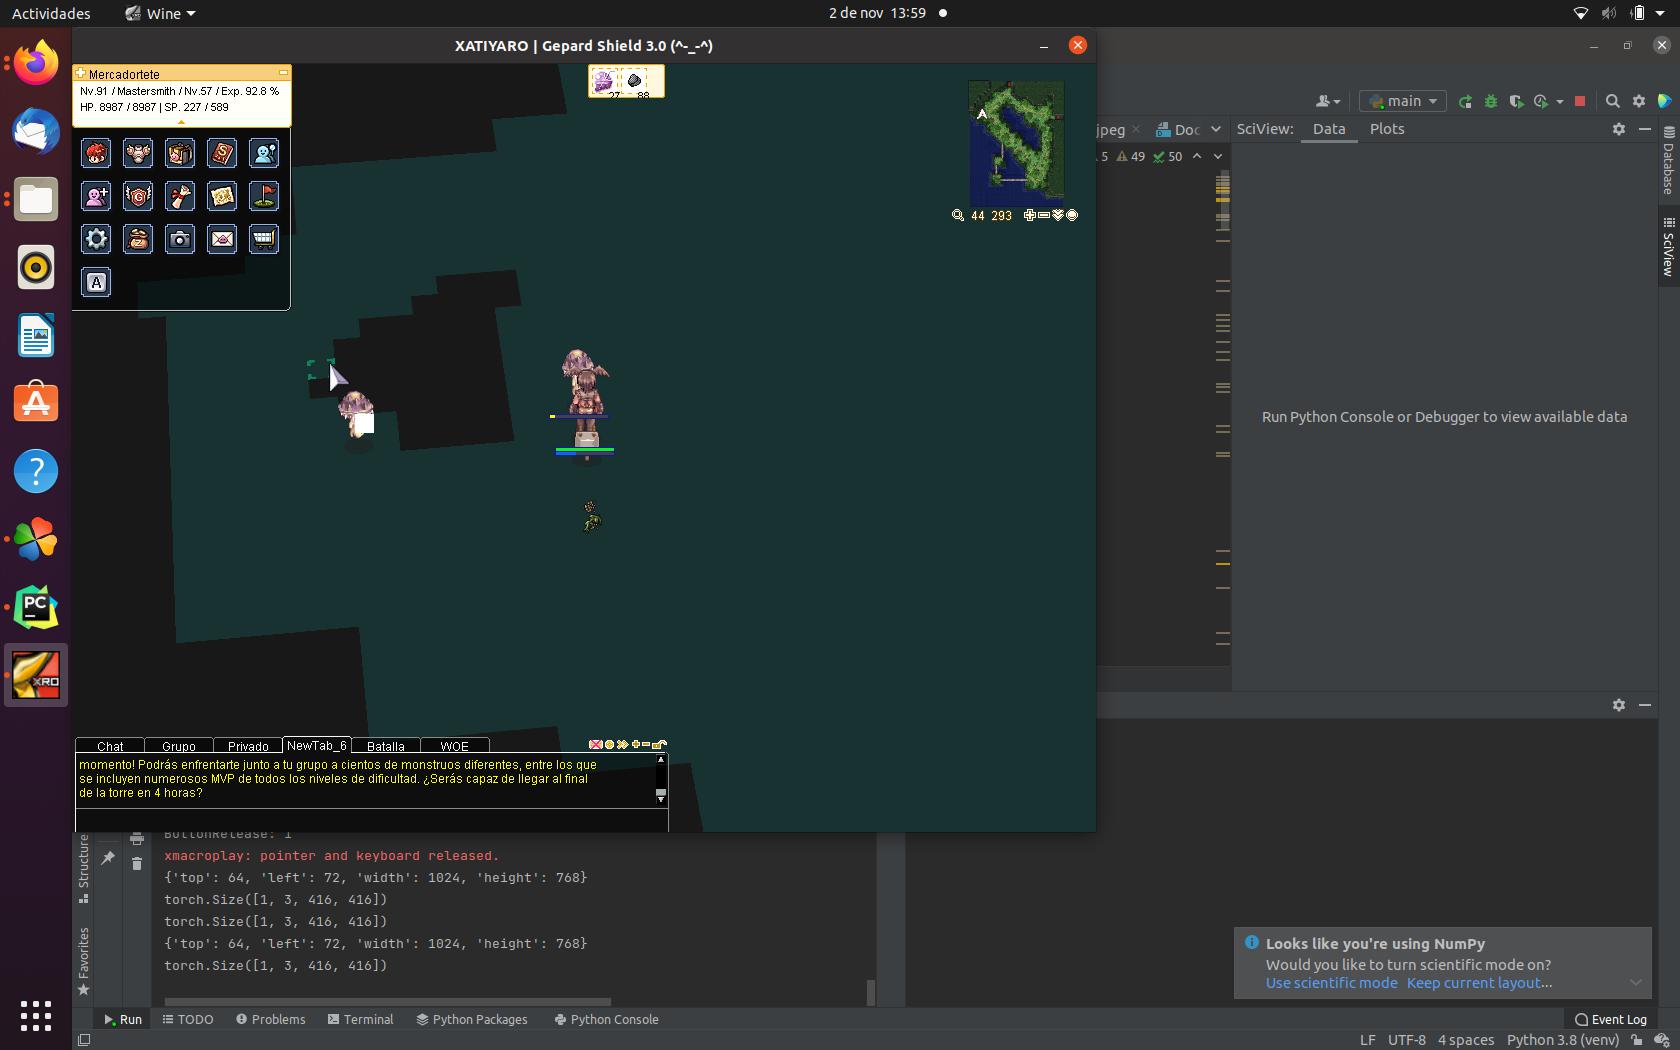 Actividades
Wine
2 de nov 13:59
XATIYARO | Gepard Shield 3.0 (^-_-^)
Mercadortete
Nv.91 / Mastersmith / Nv.57 / Exp. 92.8 %
HP. 8987 / 8987 | SP. 227 / 589
27
88
44 293
A
main
jpeg
Doc
SciView:
Data
Plots
5
49
50
Database
SciView
Run Python Console or Debugger to view available data
PC
XRO
Chat
Grupo
Privado
NewTab_6
Batalla
WOE
momento! Podrás enfrentarte junto a tu grupo a cientos de monstruos diferentes, entre los que
se incluyen numerosos MVP de todos los niveles de dificultad. ¿Serás capaz de llegar al final
de la torre en 4 horas?
ButtonRelease: 1
xmacroplay: pointer and keyboard released.
{'top': 64, 'left': 72, 'width': 1024, 'height': 768}
torch.Size([1, 3, 416, 416])
torch.Size([1, 3, 416, 416])
{'top': 64, 'left': 72, 'width': 1024, 'height': 768}
torch.Size([1, 3, 416, 416])
Structure
Favorites
Looks like you're using NumPy
Would you like to turn scientific mode on?
Use scientific mode Keep current layout...
Run
TODO
Problems
Terminal
Python Packages
Python Console
Event Log
LF UTF-8 4 spaces Python 3.8 (venv)